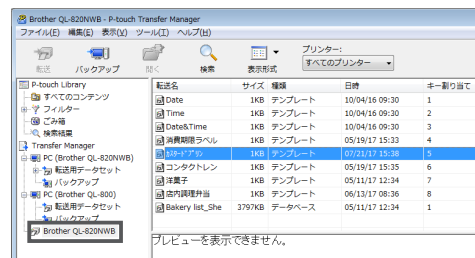 Brother QL-820NWB - P-touch Transfer Manager
ファイル(F) 編集(E) 表示(V) ツール(T) ヘルプ(H)
プリンター:
すべてのプリンター
転送 バックアップ 開く 検索 表示形式
P-touch Library
すべてのコンテンツ
フィルター
ごみ箱
検索結果
Transfer Manager
PC (Brother QL-820NWB)
転送用データセット
バックアップ
PC (Brother QL-800)
転送用データセット
バックアップ
Brother QL-820NWB
転送名 サイズ 種類 日時 キー割り当て
Date 1KB テンプレート 10/04/16 09:30 1
Time 1KB テンプレート 10/04/16 09:30 2
Date&Time 1KB テンプレート 10/04/16 09:30 3
消費期限ラベル 1KB テンプレート 05/19/17 15:33 4
ｶｽﾀｰﾄﾞﾌﾟﾘﾝ 1KB テンプレート 07/21/17 15:38 5
コンタクトレン 1KB テンプレート 05/19/17 15:35 6
洋菓子 1KB テンプレート 05/11/17 12:34 7
店内調理弁当 1KB テンプレート 06/13/17 08:36 8
Bakery list_She 3797KB データベース 05/11/17 12:34 1
プレビューを表示できません。